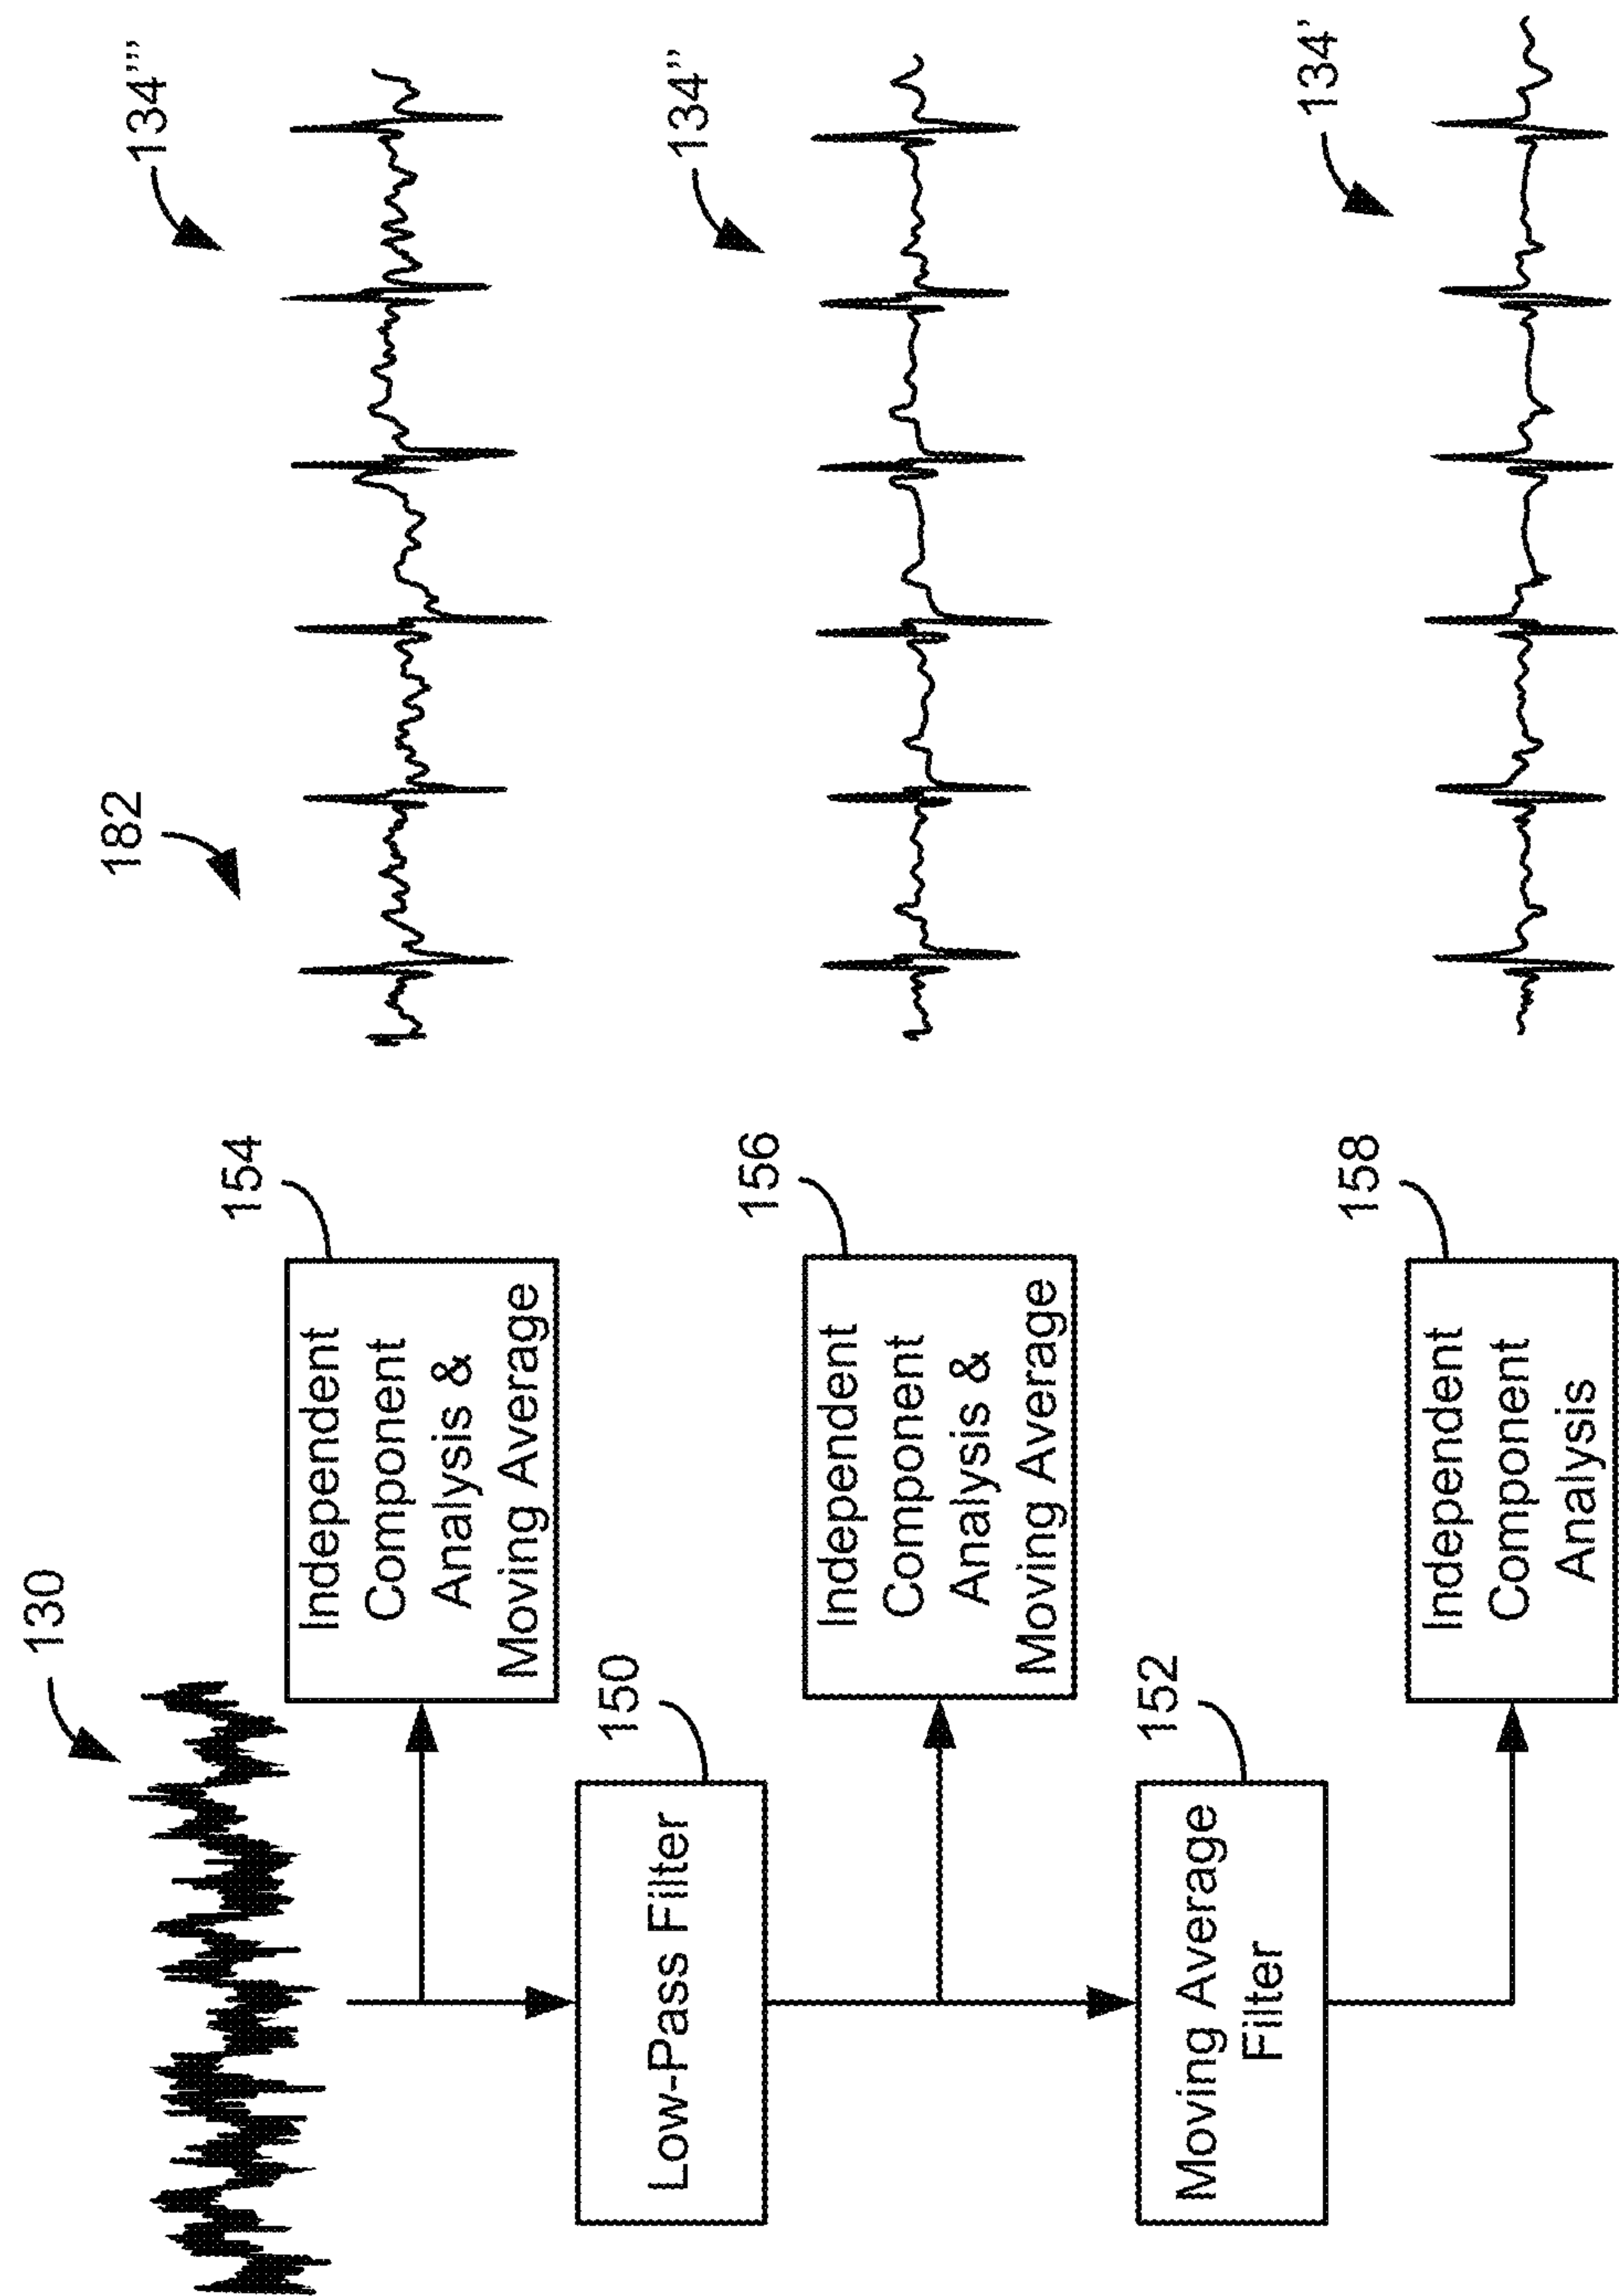 130
154
Independent
Component
Analysis &
Moving Average
182
134'''
150
Low-Pass Filter
156
Independent
Component
Analysis &
Moving Average
134''
152
Moving Average
Filter
158
Independent
Component
Analysis
134'